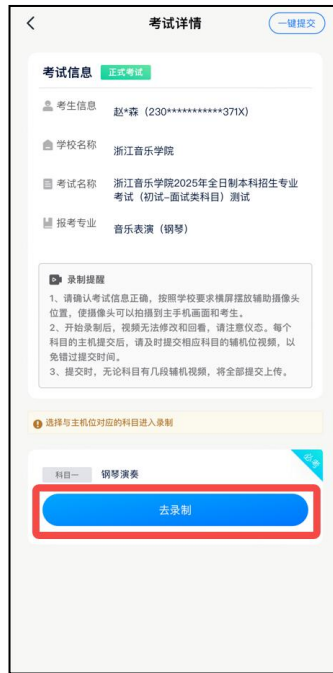 考试详情
一键提交
考试信息 正式考试
考生信息 赵*森（230***********371X）
学校名称 浙江音乐学院
考试名称 浙江音乐学院2025年全日制本科招生专业
考试（初试-面试类科目）测试
报考专业 音乐表演（钢琴）
录制提醒
1、请确认考试信息正确，按照学校要求横屏摆放辅助摄像头
位置，使摄像头可以拍摄到主手机画面和考生。
2、开始录制后，视频无法修改和回看，请注意仪态。每个
科目的主机提交后，请及时提交相应科目的辅机位视频，以
免错过提交时间。
3、提交时，无论科目有几段辅机视频，将全部提交上传。
选择与主机位对应的科目进入录制
必考
科目一 钢琴演奏
去录制